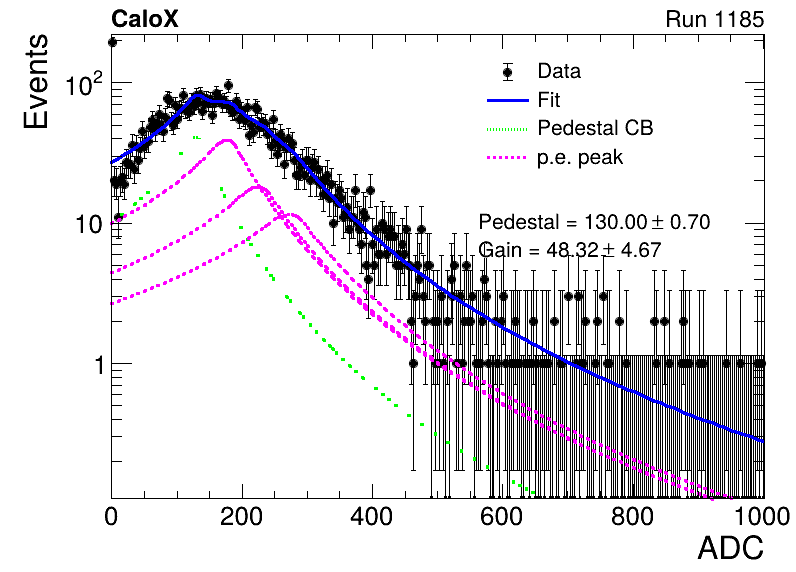 CaloX Run 1185
Events
10²
10
1
Data
Fit
Pedestal CB
p.e. peak
Pedestal = 130.00 ± 0.70
Gain = 48.32 ± 4.67
0 200 400 600 800 1000
ADC